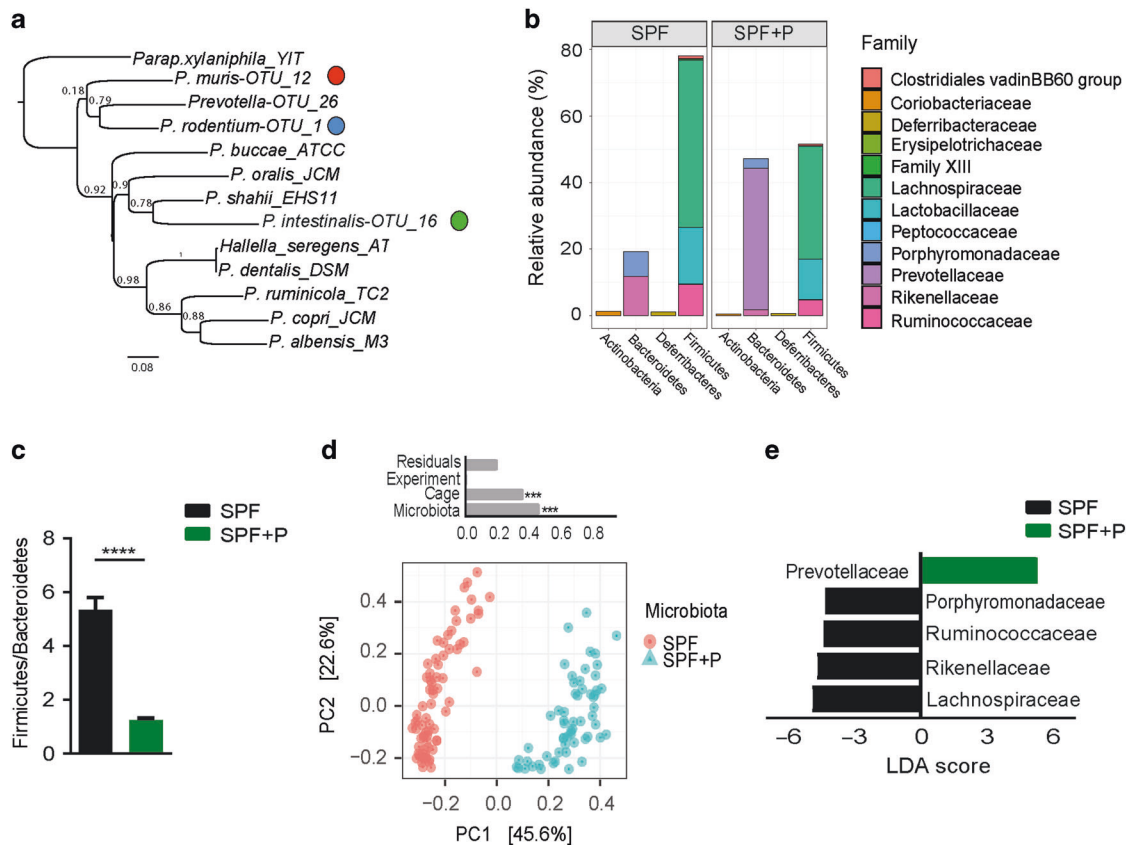 a
Parap.xylaniphila_YIT
P. muris-OTU_12
0.18
0.79
Prevotella-OTU_26
P. rodentium-OTU_1
P. buccae_ATCC
0.92
0.9
P. oralis_JCM
0.78
P. shahii_EHS11
P. intestinalis-OTU_16
Hallella_seregens_AT
1
0.98
P. dentalis_DSM
P. ruminicola_TC2
0.86
0.88
P. copri_JCM
P. albensis_M3
0.08
b
SPF
SPF+P
Relative abundance (%)
80
60
40
20
0
Actinobacteria
Bacteroidetes
Deferribacteres
Firmicutes
Actinobacteria
Bacteroidetes
Deferribacteres
Firmicutes
Family
Clostridiales vadinBB60 group
Coriobacteriaceae
Deferribacteraceae
Erysipelotrichaceae
Family XIII
Lachnospiraceae
Lactobacillaceae
Peptococcaceae
Porphyromonadaceae
Prevotellaceae
Rikenellaceae
Ruminococcaceae
c
SPF
SPF+P
Firmicutes/Bacteroidetes
8
6
4
2
0
****
d
Residuals
Experiment
Cage
***
Microbiota
***
0.0 0.2 0.4 0.6 0.8
PC2 [22.6%]
0.4
0.2
0.0
−0.2
−0.2 0.0 0.2 0.4
PC1 [45.6%]
Microbiota
SPF
SPF+P
e
SPF
SPF+P
Prevotellaceae
Porphyromonadaceae
Ruminococcaceae
Rikenellaceae
Lachnospiraceae
−6 −3 0 3 6
LDA score